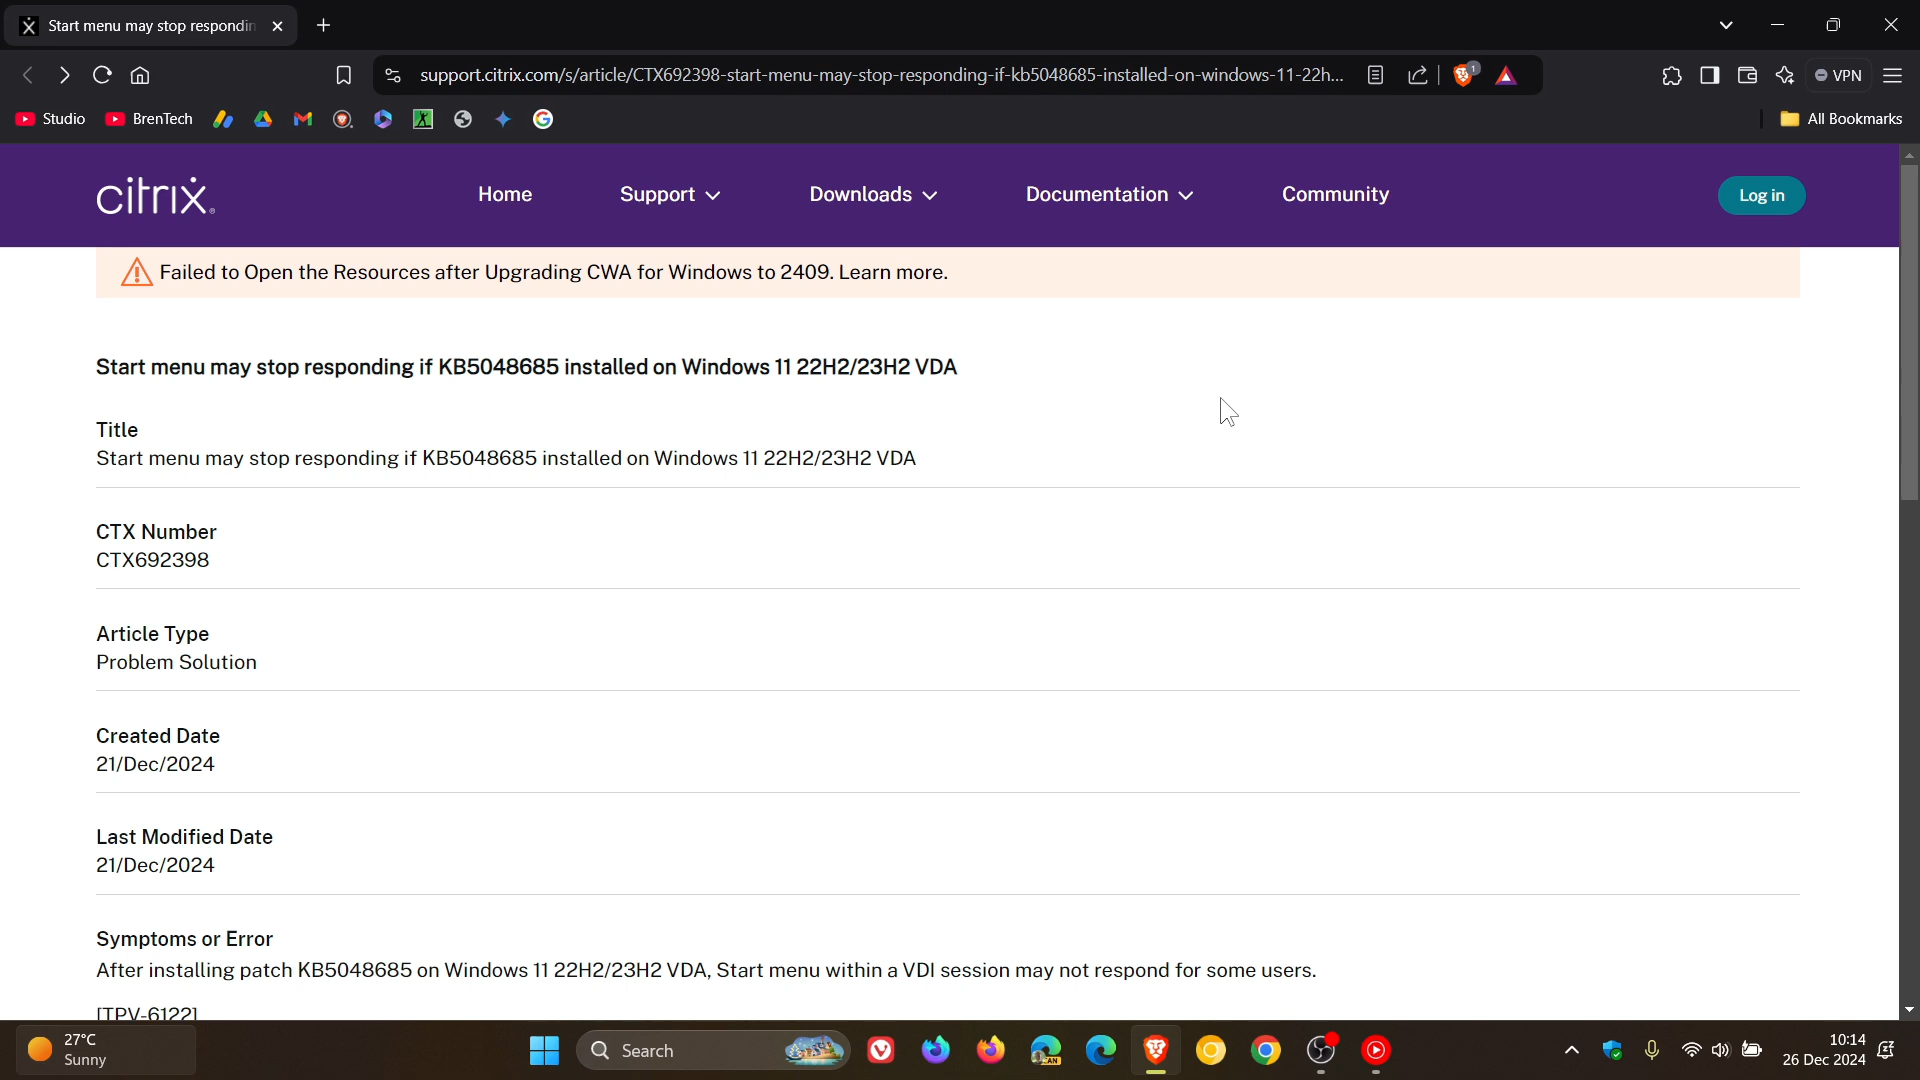 Start menu may stop respondin
support.citrix.com/s/article/CTX692398-start-menu-may-stop-responding-if-kb5048685-installed-on-windows-11-22h...
1
VPN
Studio
BrenTech
All Bookmarks
citrix
Home
Support
Downloads
Documentation
Community
Log in
Failed to Open the Resources after Upgrading CWA for Windows to 2409. Learn more.
Start menu may stop responding if KB5048685 installed on Windows 11 22H2/23H2 VDA
Title
Start menu may stop responding if KB5048685 installed on Windows 11 22H2/23H2 VDA
CTX Number
CTX692398
Article Type
Problem Solution
Created Date
21/Dec/2024
Last Modified Date
21/Dec/2024
Symptoms or Error
After installing patch KB5048685 on Windows 11 22H2/23H2 VDA, Start menu within a VDI session may not respond for some users.
[TPV-6122]
27°C
Sunny
Search
CAN
10:14
26 Dec 2024